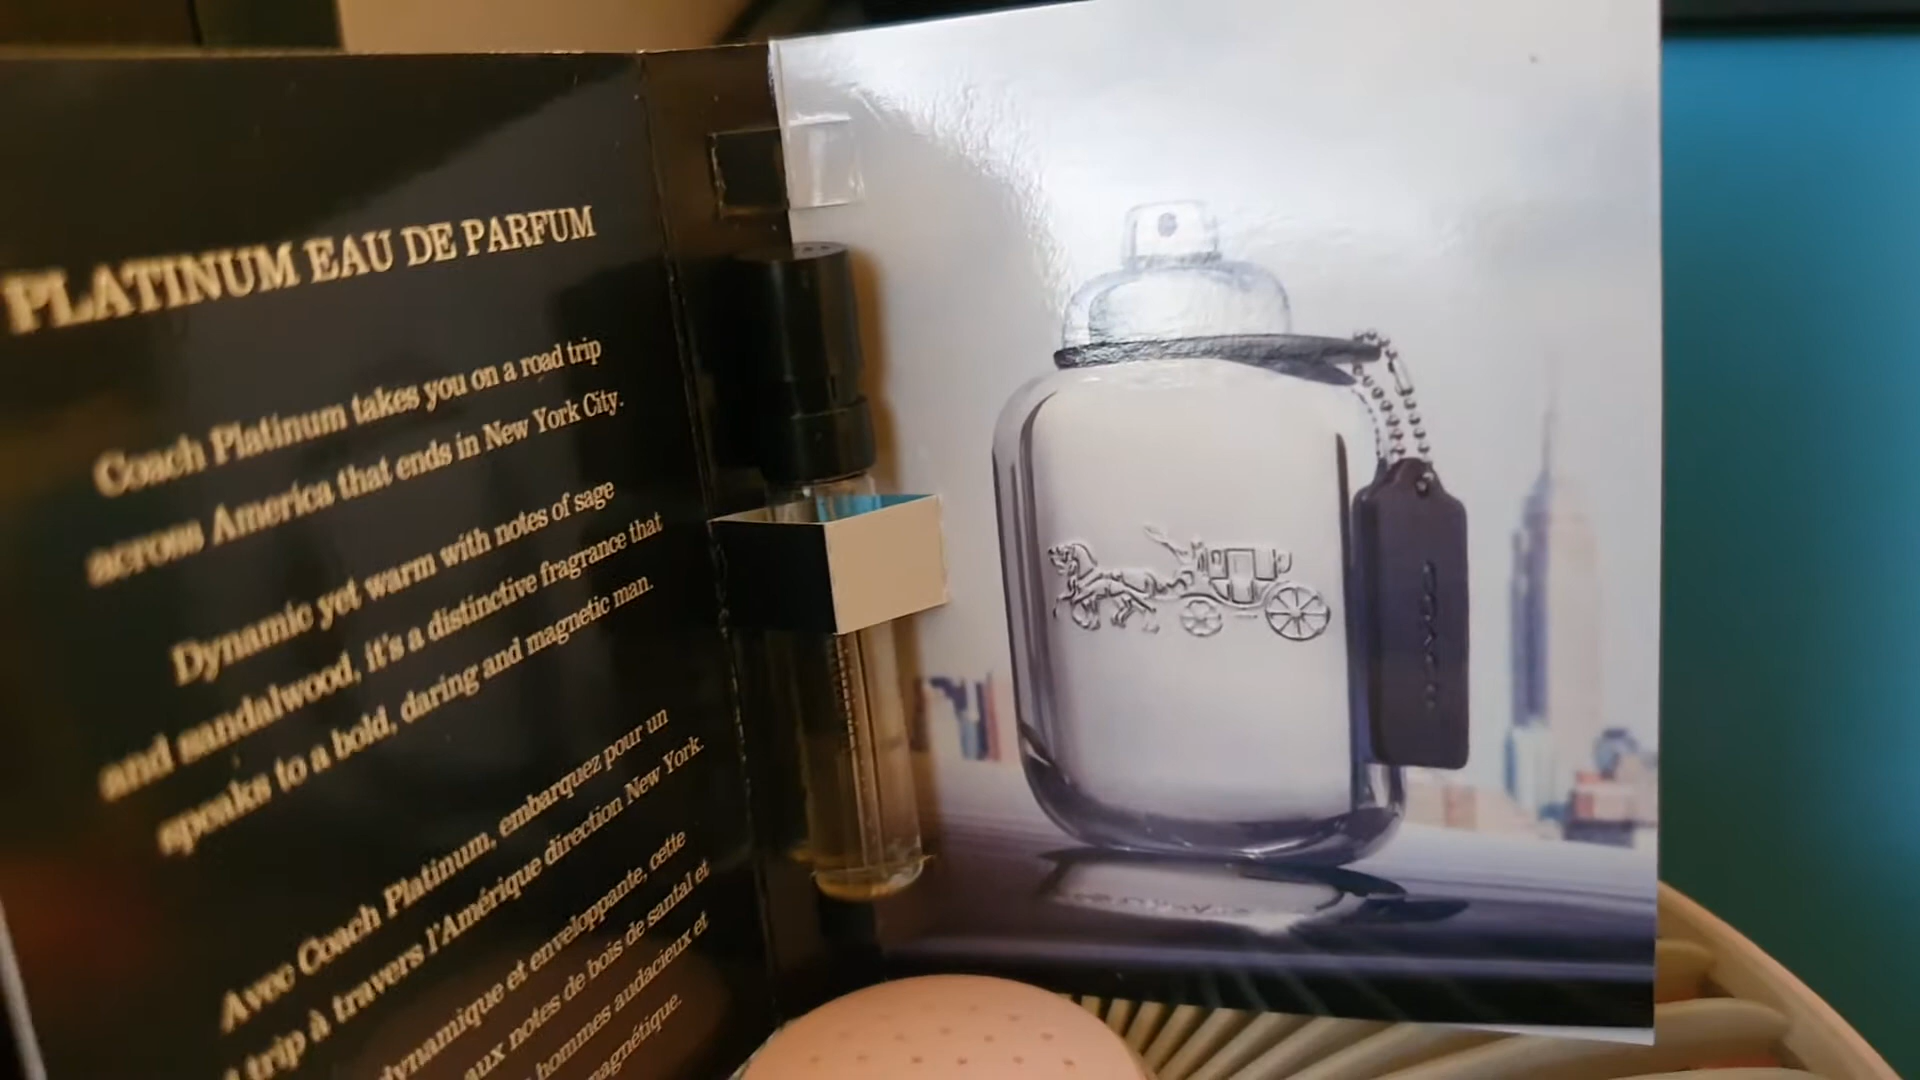 PLATINUM EAU DE PARFUM
Coach Platinum takes you on a road trip
across America that ends in New York City.
Dynamic yet warm with notes of sage
and sandalwood, it's a distinctive fragrance that
speaks to a bold, daring and magnetic man.
Avec Coach Platinum, embarquez pour un
trip à travers l'Amérique direction New York.
dynamique et enveloppante, cette
aux notes de bois de santal et
hommes audacieux et
magnétique.
COACH